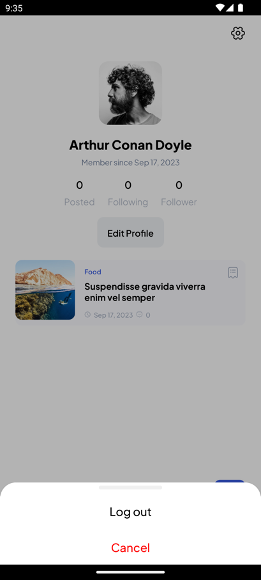 9:35
Arthur Conan Doyle
Member since Sep 17, 2023
0 0 0
Posted Following Follower
Edit Profile
Food
Suspendisse gravida viverra
enim vel semper
Sep 17, 2023 0
Log out
Cancel